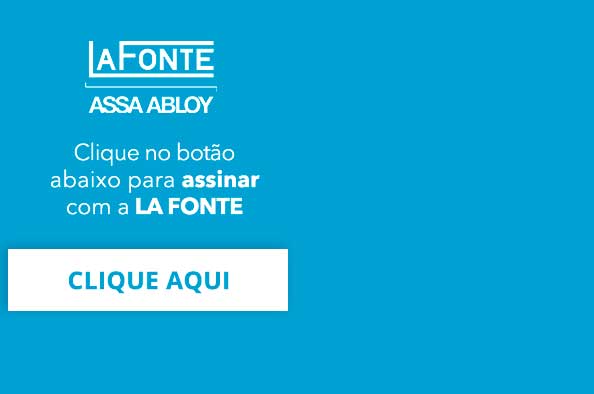 LAFONTE
ASSA ABLOY
Clique no botão
abaixo para assinar
com a LA FONTE
CLIQUE AQUI